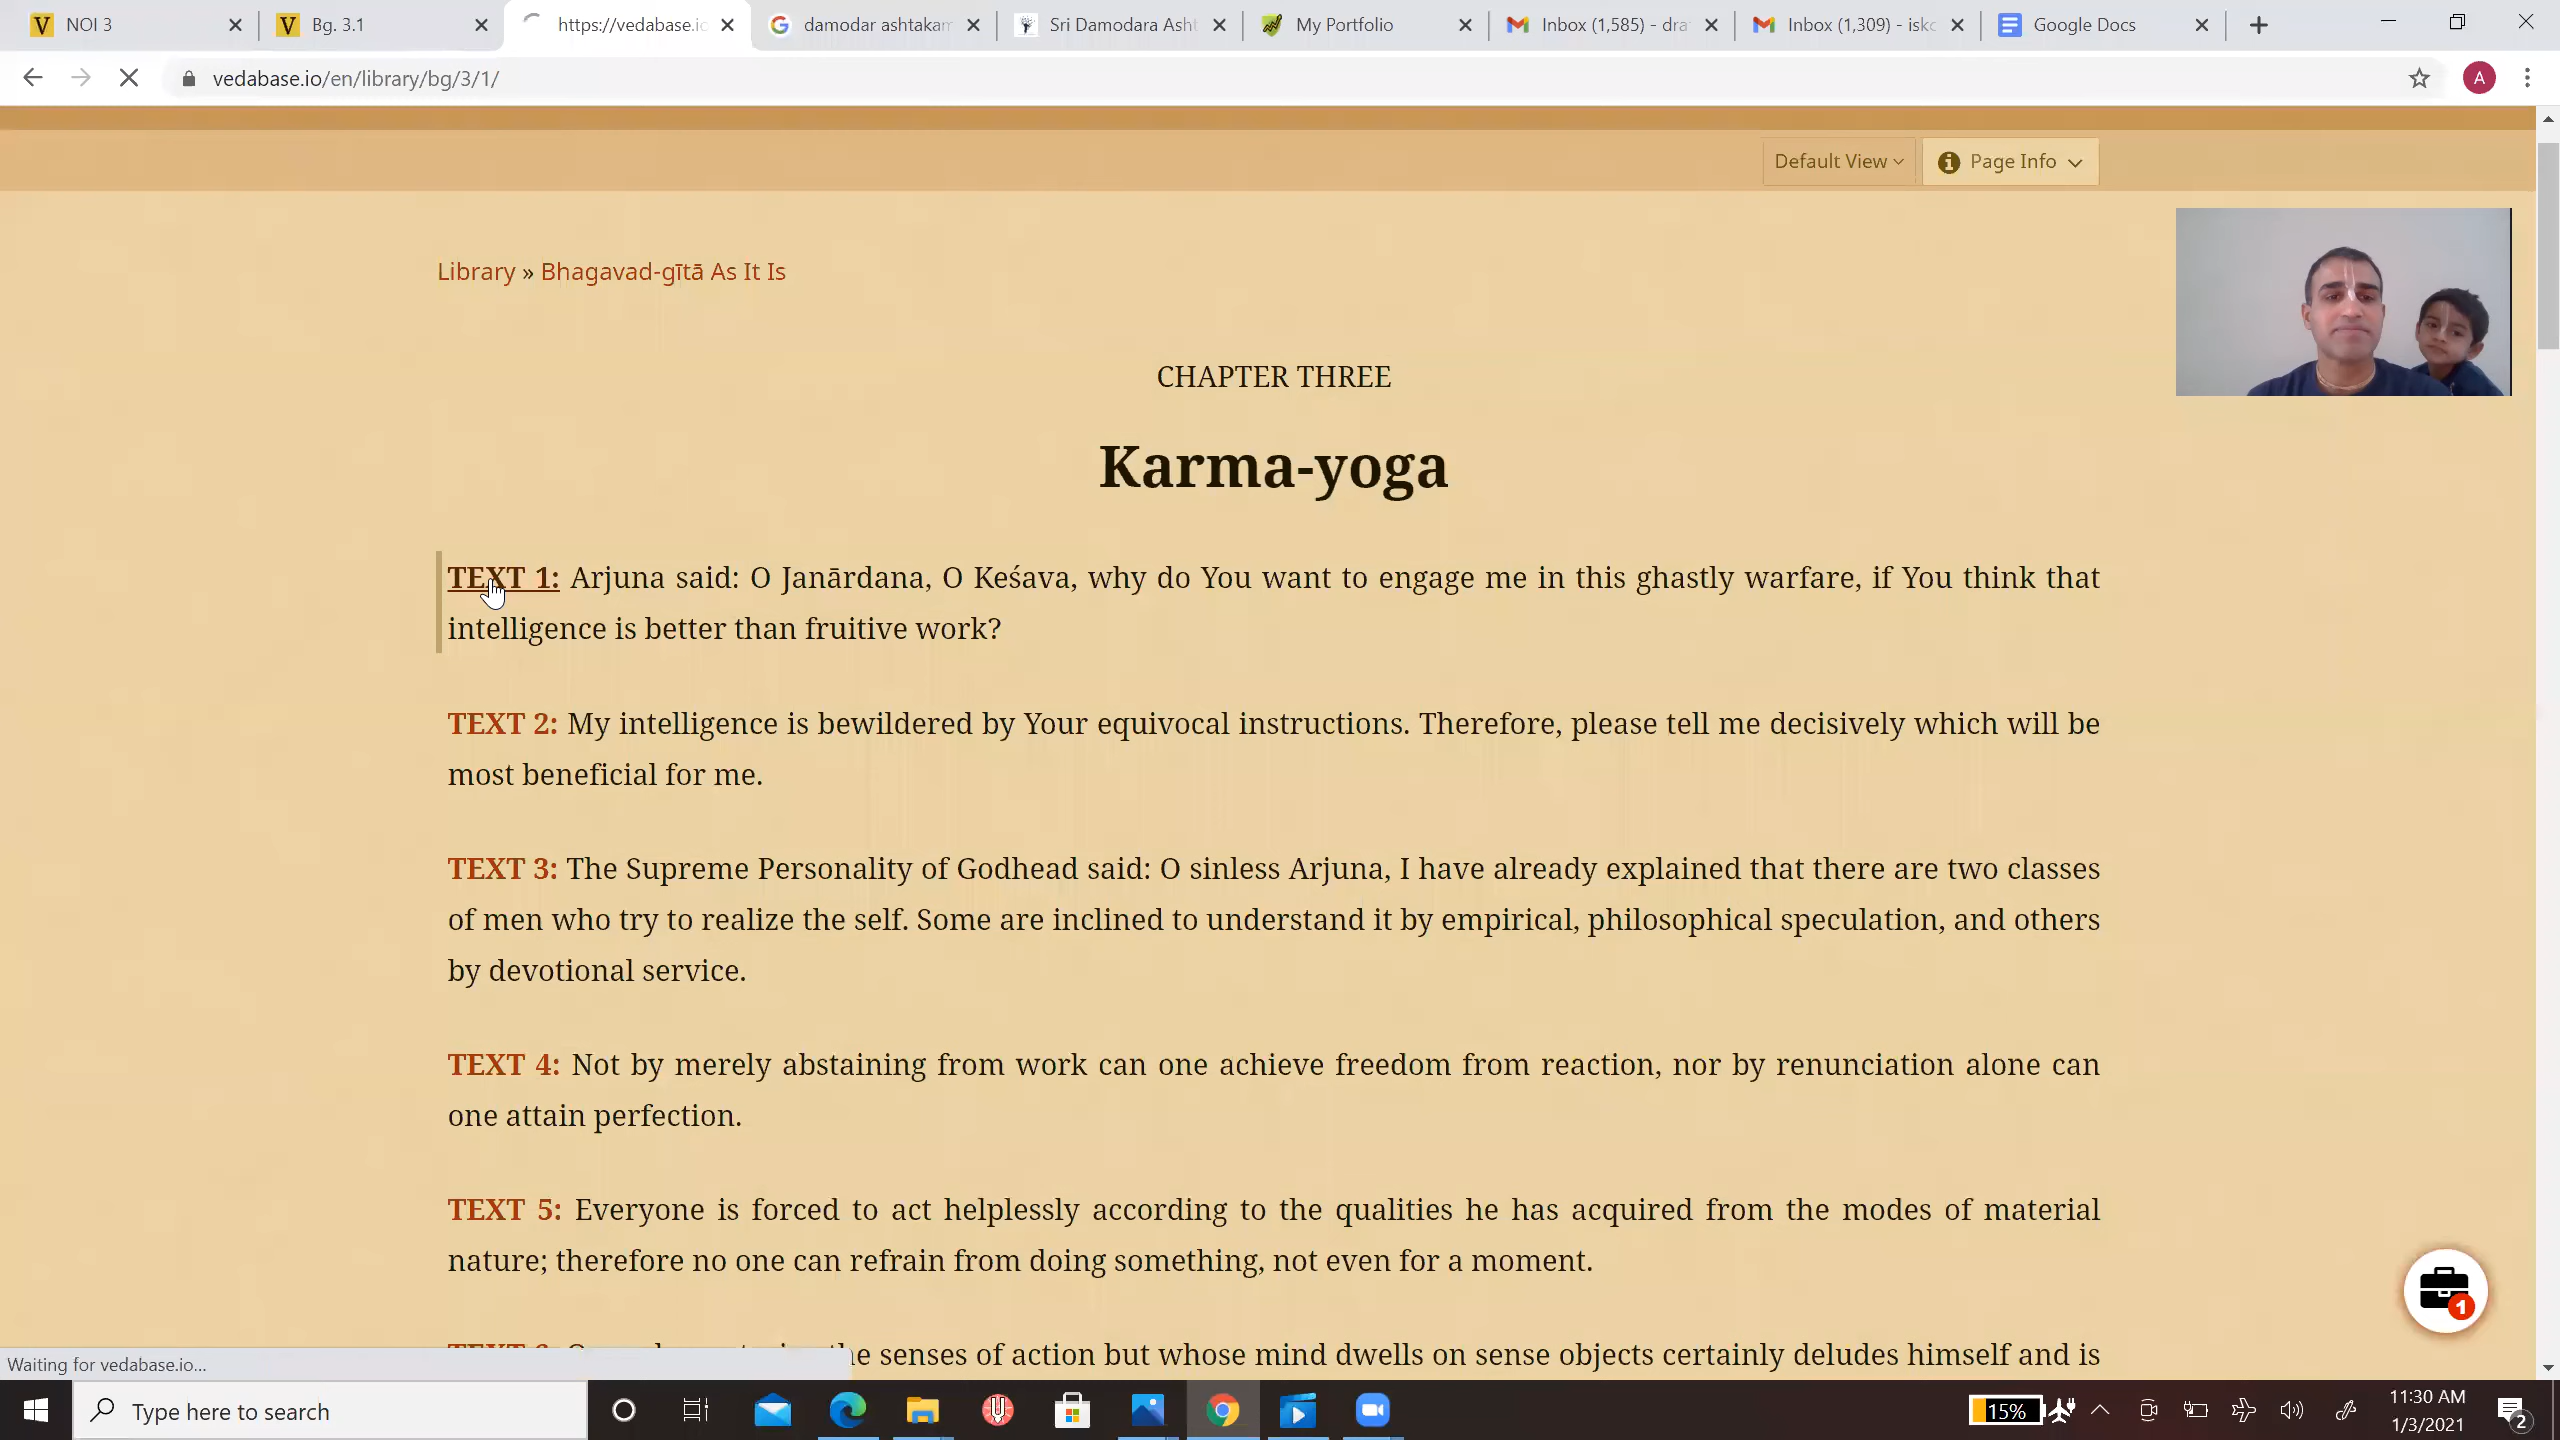 NOI 3
Bg. 3.1
https://vedabase.io
damodar ashtakam
Sri Damodara Asht
My Portfolio
Inbox (1,585) - dra
Inbox (1,309) - iskc
Google Docs
vedabase.io/en/library/bg/3/1/
A
Default View
Page Info
Library » Bhagavad-gītā As It Is
CHAPTER THREE
Karma-yoga
TEXT 1: Arjuna said: O Janārdana, O Keśava, why do You want to engage me in this ghastly warfare, if You think that
intelligence is better than fruitive work?
TEXT 2: My intelligence is bewildered by Your equivocal instructions. Therefore, please tell me decisively which will be
most beneficial for me.
TEXT 3: The Supreme Personality of Godhead said: O sinless Arjuna, I have already explained that there are two classes
of men who try to realize the self. Some are inclined to understand it by empirical, philosophical speculation, and others
by devotional service.
TEXT 4: Not by merely abstaining from work can one achieve freedom from reaction, nor by renunciation alone can
one attain perfection.
TEXT 5: Everyone is forced to act helplessly according to the qualities he has acquired from the modes of material
nature; therefore no one can refrain from doing something, not even for a moment.
senses of action but whose mind dwells on sense objects certainly deludes himself and is
1
Waiting for vedabase.io...
Type here to search
15%
11:30 AM
1/3/2021
2